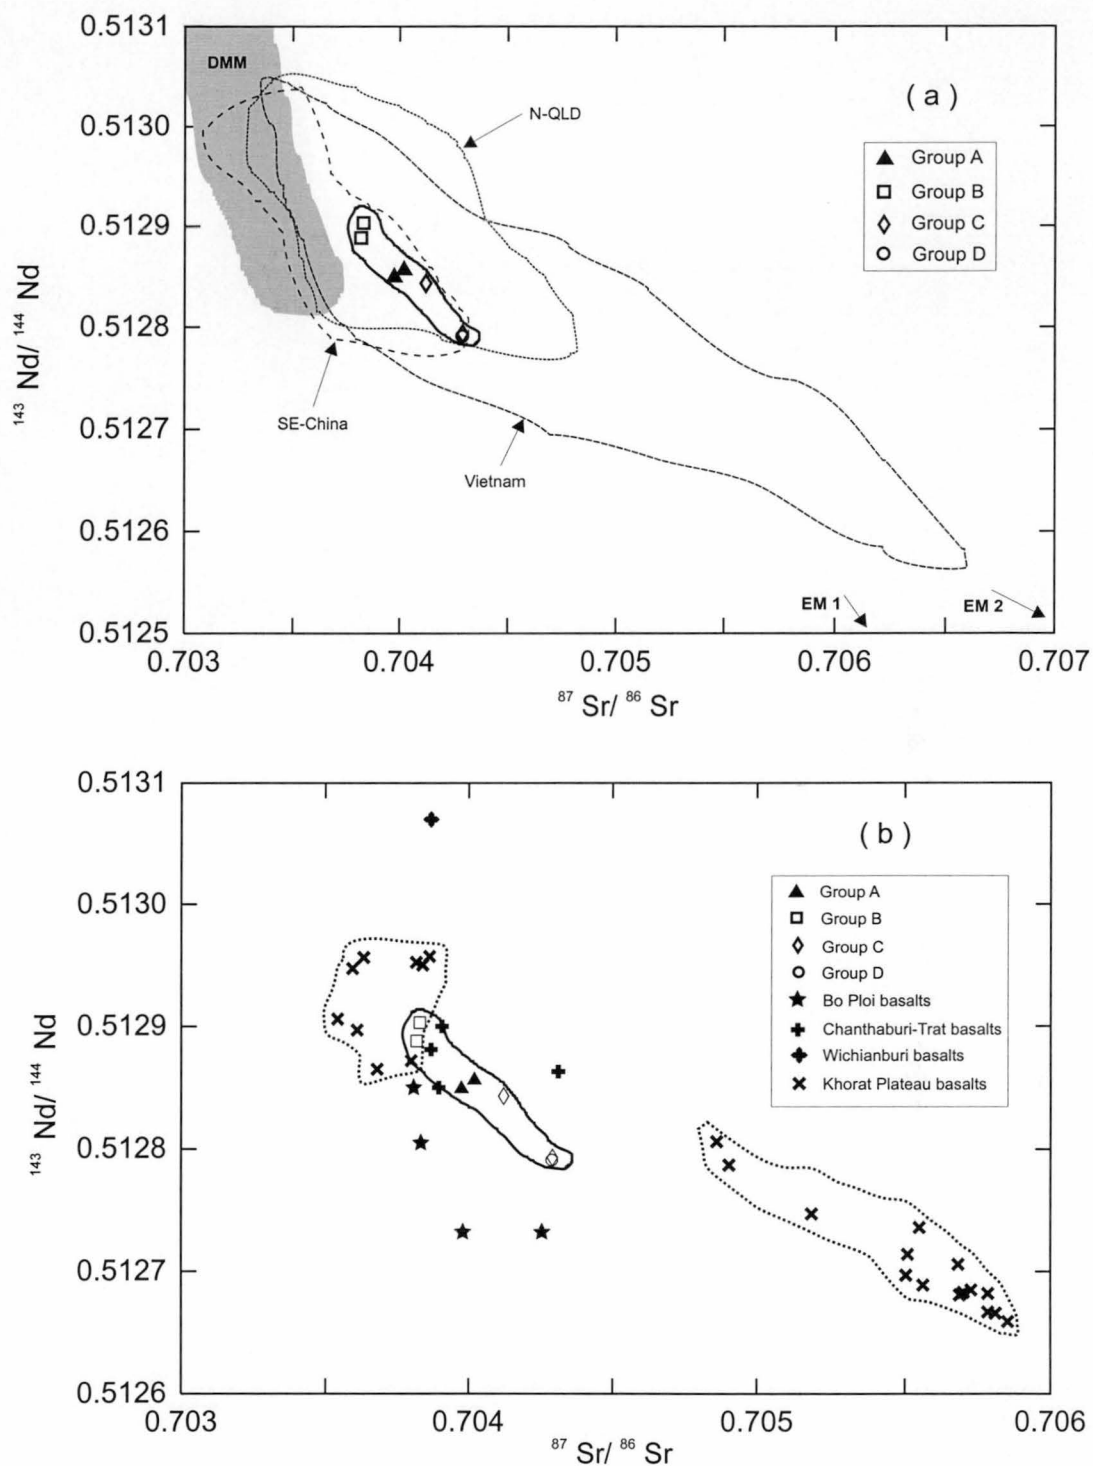 0.5131
DMM
( a )
N-QLD
0.5130
Group A
Group B
Group C
Group D
0.5129
143 Nd/ 144 Nd
0.5128
SE-China
0.5127
Vietnam
0.5126
EM 1
EM 2
0.5125
0.703 0.704 0.705 0.706 0.707
87 Sr/ 86 Sr
0.5131
( b )
Group A
0.5130
Group B
Group C
Group D
Bo Ploi basalts
Chanthaburi-Trat basalts
Wichianburi basalts
Khorat Plateau basalts
0.5129
143 Nd/ 144 Nd
0.5128
0.5127
0.5126
0.703 0.704 0.705 0.706
87 Sr/ 86 Sr